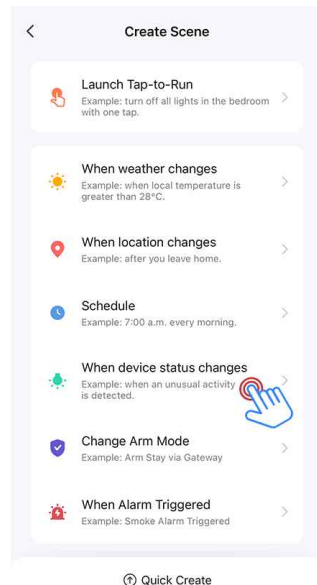 Create Scene
Launch Tap-to-Run
Example: turn off all lights in the bedroom
with one tap.
When weather changes
Example: when local temperature is
greater than 28°C.
When location changes
Example: after you leave home.
Schedule
Example: 7:00 a.m. every morning.
When device status changes
Example: when an unusual activity
is detected.
Change Arm Mode
Example: Arm Stay via Gateway
When Alarm Triggered
Example: Smoke Alarm Triggered
Quick Create